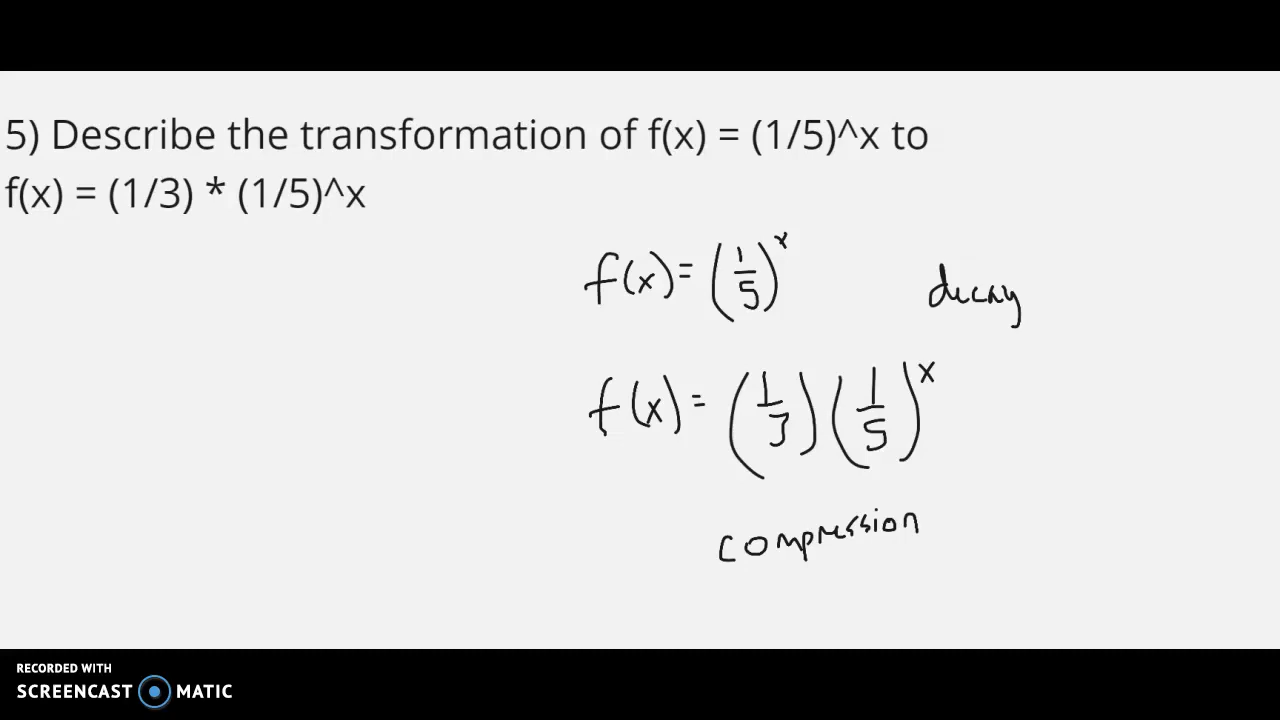 5) Describe the transformation of f(x) = (1/5)^x to
f(x) = (1/3) * (1/5)^x
f(x) = (1/5)^x
decay
f(x) = (1/3)(1/5)^x
compression
RECORDED WITH
SCREENCAST MATIC